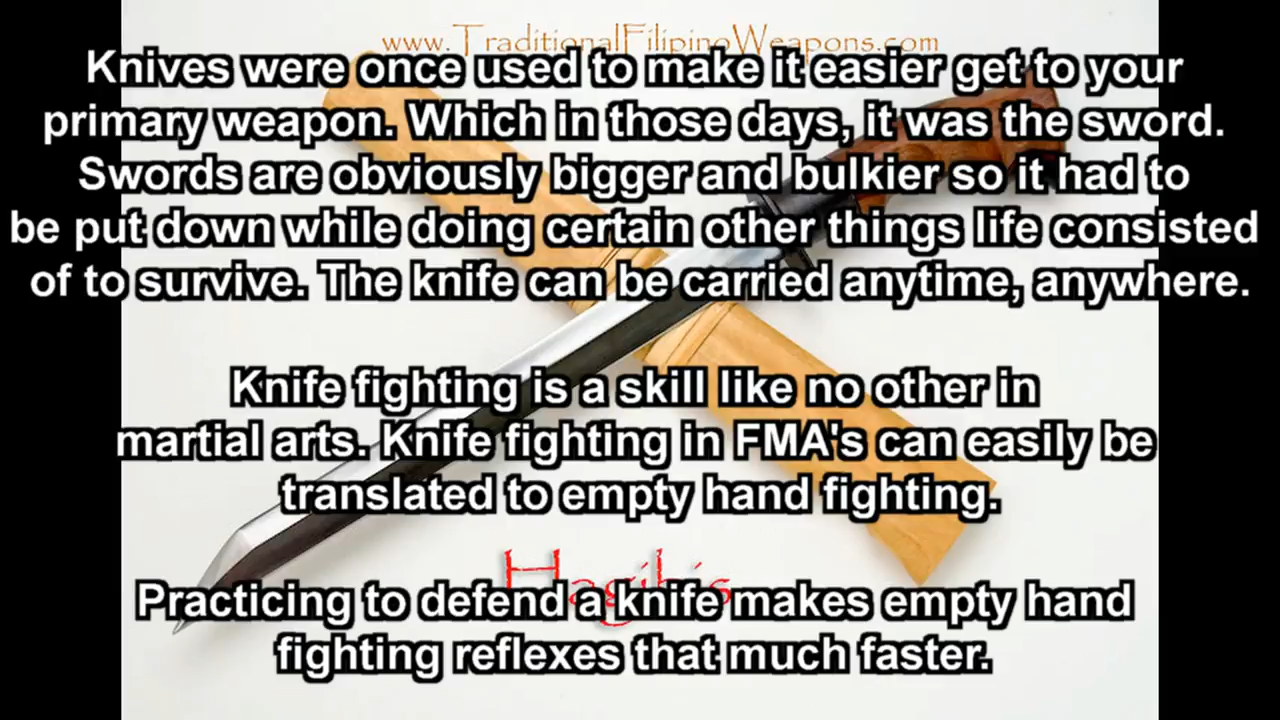 www.TraditionalFilipinoWeapons.com
Knives were once used to make it easier get to your
primary weapon. Which in those days, it was the sword.
Swords are obviously bigger and bulkier so it had to
be put down while doing certain other things life consisted
of to survive. The knife can be carried anytime, anywhere.
Knife fighting is a skill like no other in
martial arts. Knife fighting in FMA's can easily be
translated to empty hand fighting.
Hagibis
Practicing to defend a knife makes empty hand
fighting reflexes that much faster.